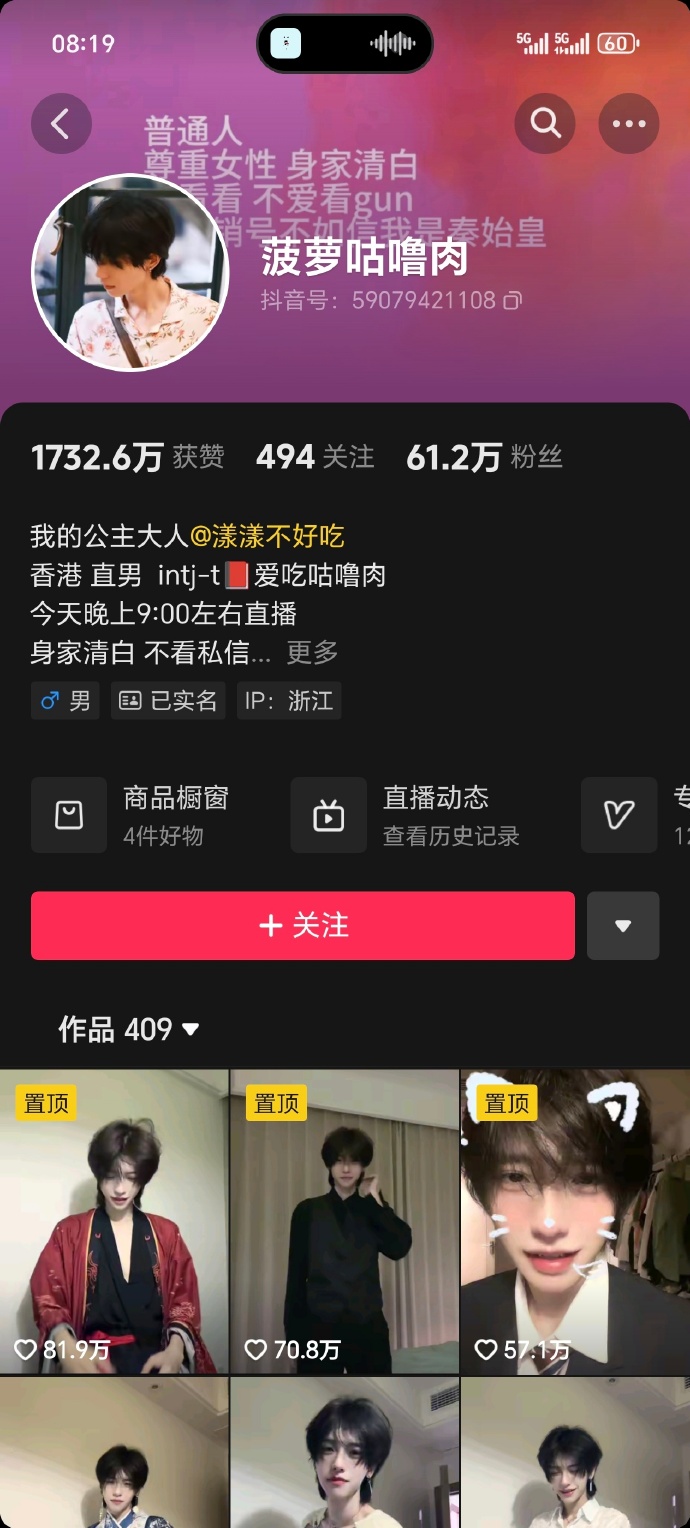 08:19
5G 5G 60
普通人
尊重女性 身家清白
看看 不爱看gun
销号不如信我是秦始皇
菠萝咕噜肉
抖音号：59079421108
1732.6万 获赞 494 关注 61.2万 粉丝
我的公主大人@漾漾不好吃
香港 直男 intj-t📕爱吃咕噜肉
今天晚上9:00左右直播
身家清白 不看私信... 更多
♂ 男 已实名 IP：浙江
商品橱窗 直播动态
4件好物 查看历史记录
+ 关注
作品 409
置顶 置顶 置顶
81.9万 70.8万 57.1万